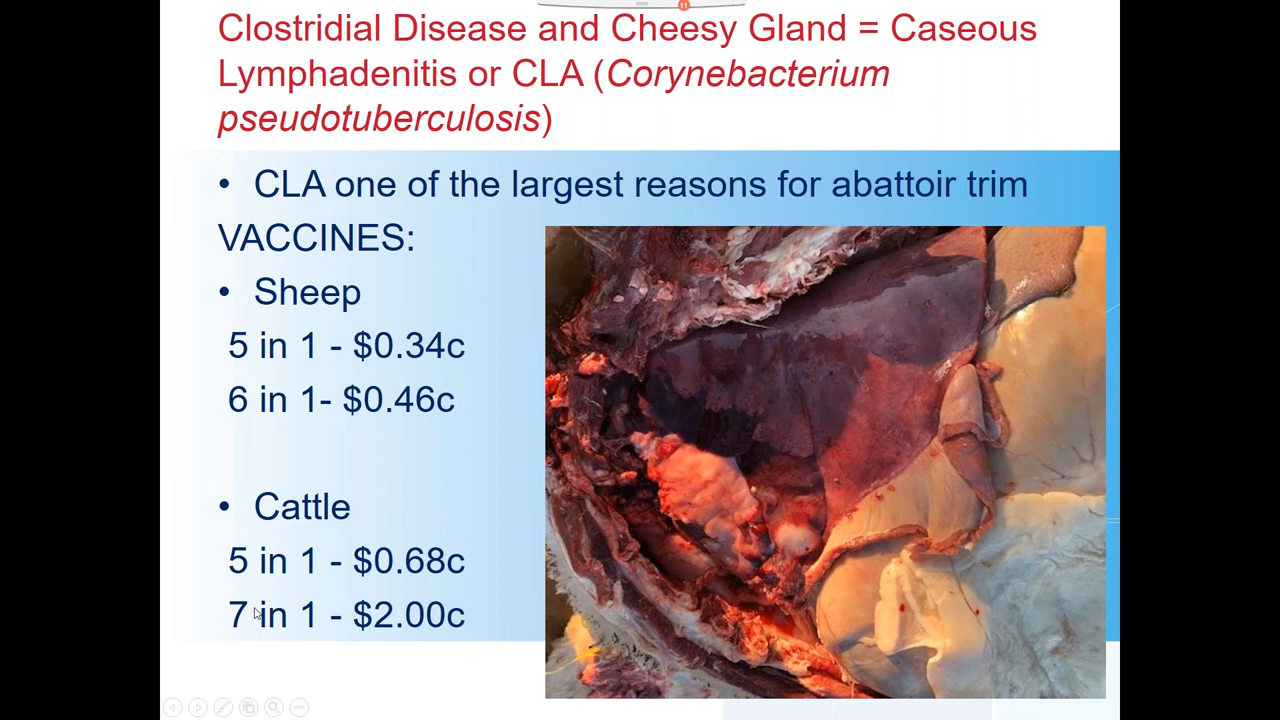 Clostridial Disease and Cheesy Gland = Caseous
Lymphadenitis or CLA (Corynebacterium
pseudotuberculosis)
• CLA one of the largest reasons for abattoir trim
VACCINES:
• Sheep
5 in 1 - $0.34c
6 in 1- $0.46c
• Cattle
5 in 1 - $0.68c
7 in 1 - $2.00c
11